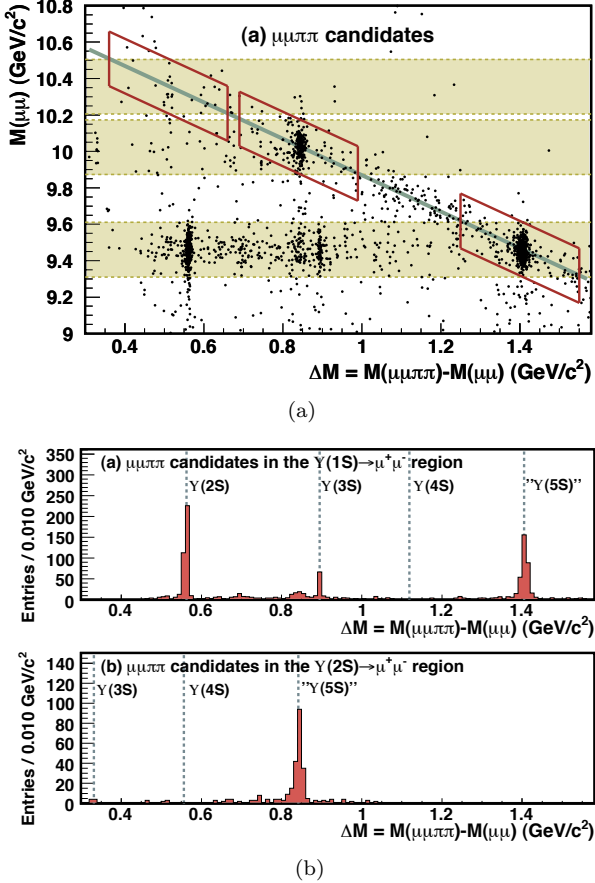 (a) μμππ candidates
M(μμ) (GeV/c²)
10.8
10.6
10.4
10.2
10
9.8
9.6
9.4
9.2
9
0.4 0.6 0.8 1 1.2 1.4
ΔM = M(μμππ)-M(μμ) (GeV/c²)
(a)
(a) μμππ candidates in the ϒ(1S)→μ⁺μ⁻ region
ϒ(2S) ϒ(3S) ϒ(4S) "ϒ(5S)"
Entries / 0.010 GeV/c²
350
300
250
200
150
100
50
0
0.4 0.6 0.8 1 1.2 1.4
ΔM = M(μμππ)-M(μμ) (GeV/c²)
(b) μμππ candidates in the ϒ(2S)→μ⁺μ⁻ region
ϒ(3S) ϒ(4S) "ϒ(5S)"
Entries / 0.010 GeV/c²
140
120
100
80
60
40
20
0
0.4 0.6 0.8 1 1.2 1.4
ΔM = M(μμππ)-M(μμ) (GeV/c²)
(b)